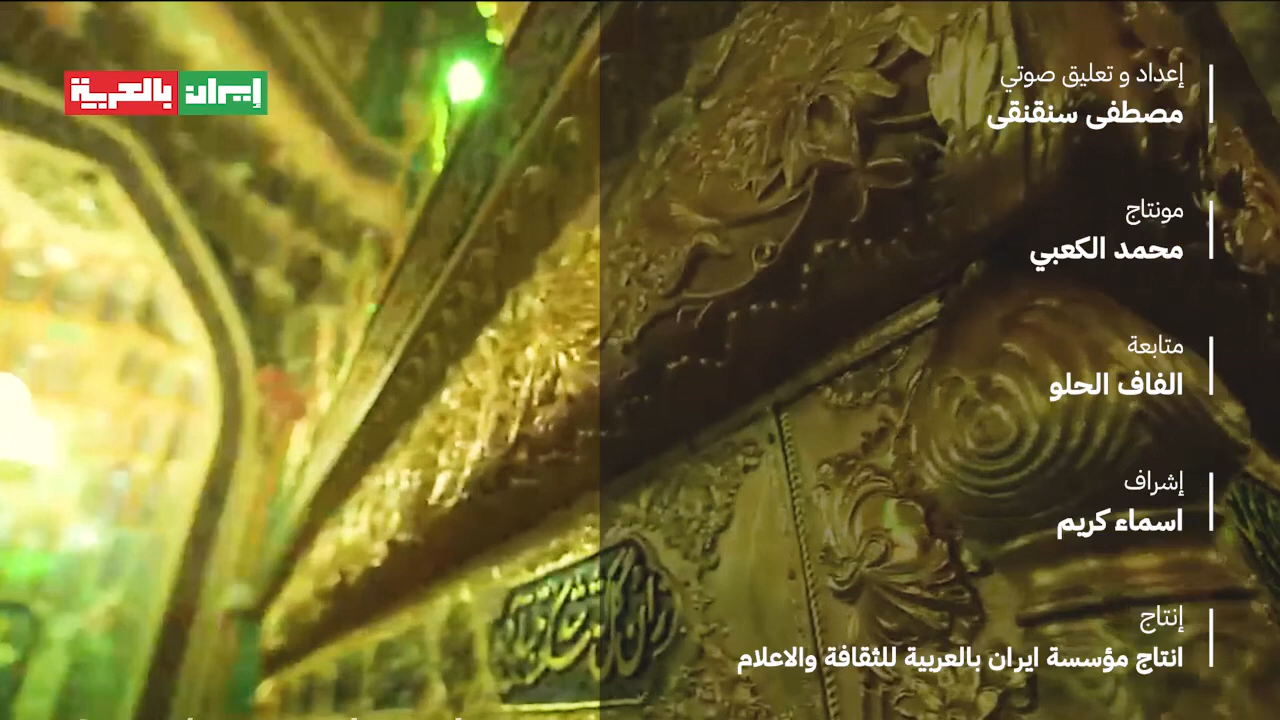 إيران بالعربية
إعداد و تعليق صوتي
مصطفى سنقنقى
مونتاج
محمد الكعبي
متابعة
الفاف الحلو
إشراف
اسماء كريم
إنتاج
انتاج مؤسسة ايران بالعربية للثقافة والاعلام